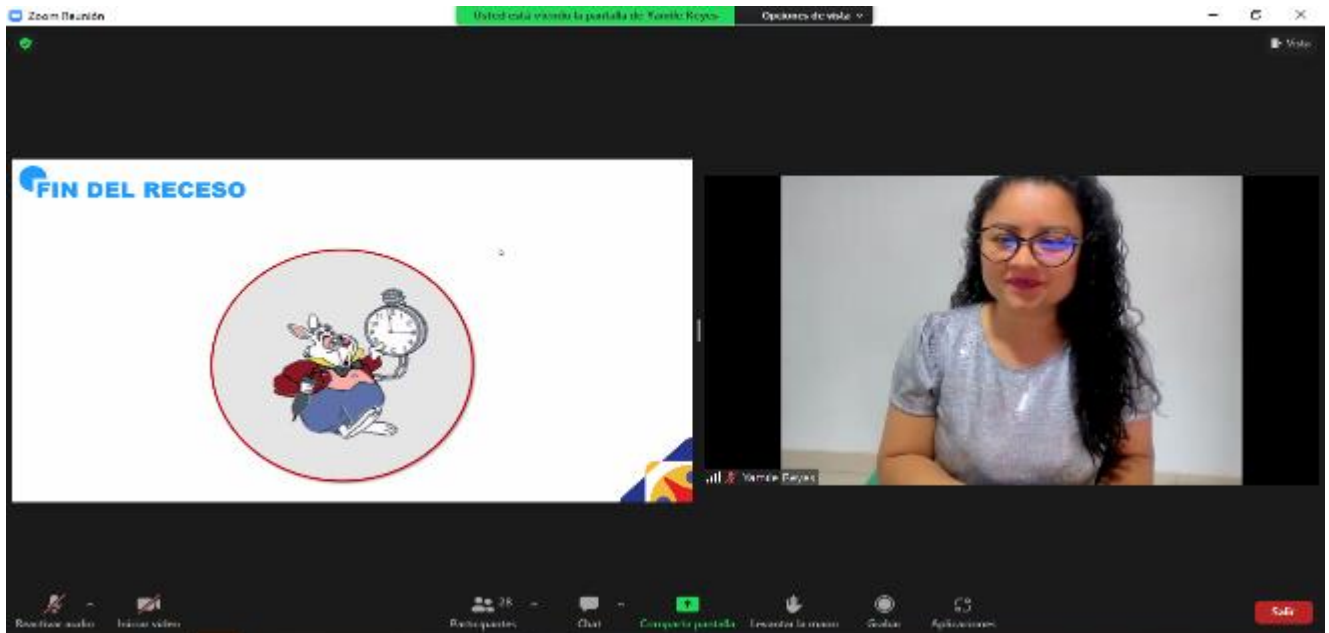 Zoom Reunión
Usted está viendo la pantalla de Yamile Reyes
Opciones de vista
Vista
FIN DEL RECESO
Yamile Reyes
Reactivar audio
Iniciar video
28
Participantes
Chat
Compartir pantalla
Levantar la mano
Grabar
Aplicaciones
Salir